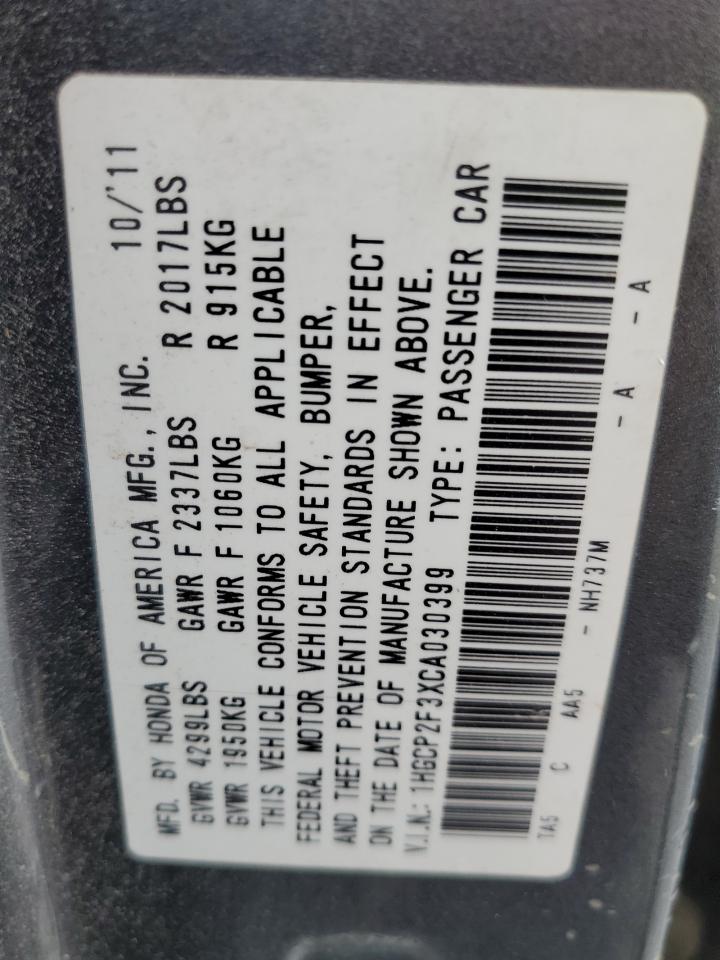 MFD. BY HONDA OF AMERICA MFG., INC. 10/'11
GVWR 4299LBS GAWR F 2337LBS R 2017LBS
GVWR 1950KG GAWR F 1060KG R 915KG
THIS VEHICLE CONFORMS TO ALL APPLICABLE
FEDERAL MOTOR VEHICLE SAFETY, BUMPER,
AND THEFT PREVENTION STANDARDS IN EFFECT
ON THE DATE OF MANUFACTURE SHOWN ABOVE.
V.I.N.: 1HGCP2F3XCA030399 TYPE: PASSENGER CAR
TA5 C AA5 - NH737M - A - A